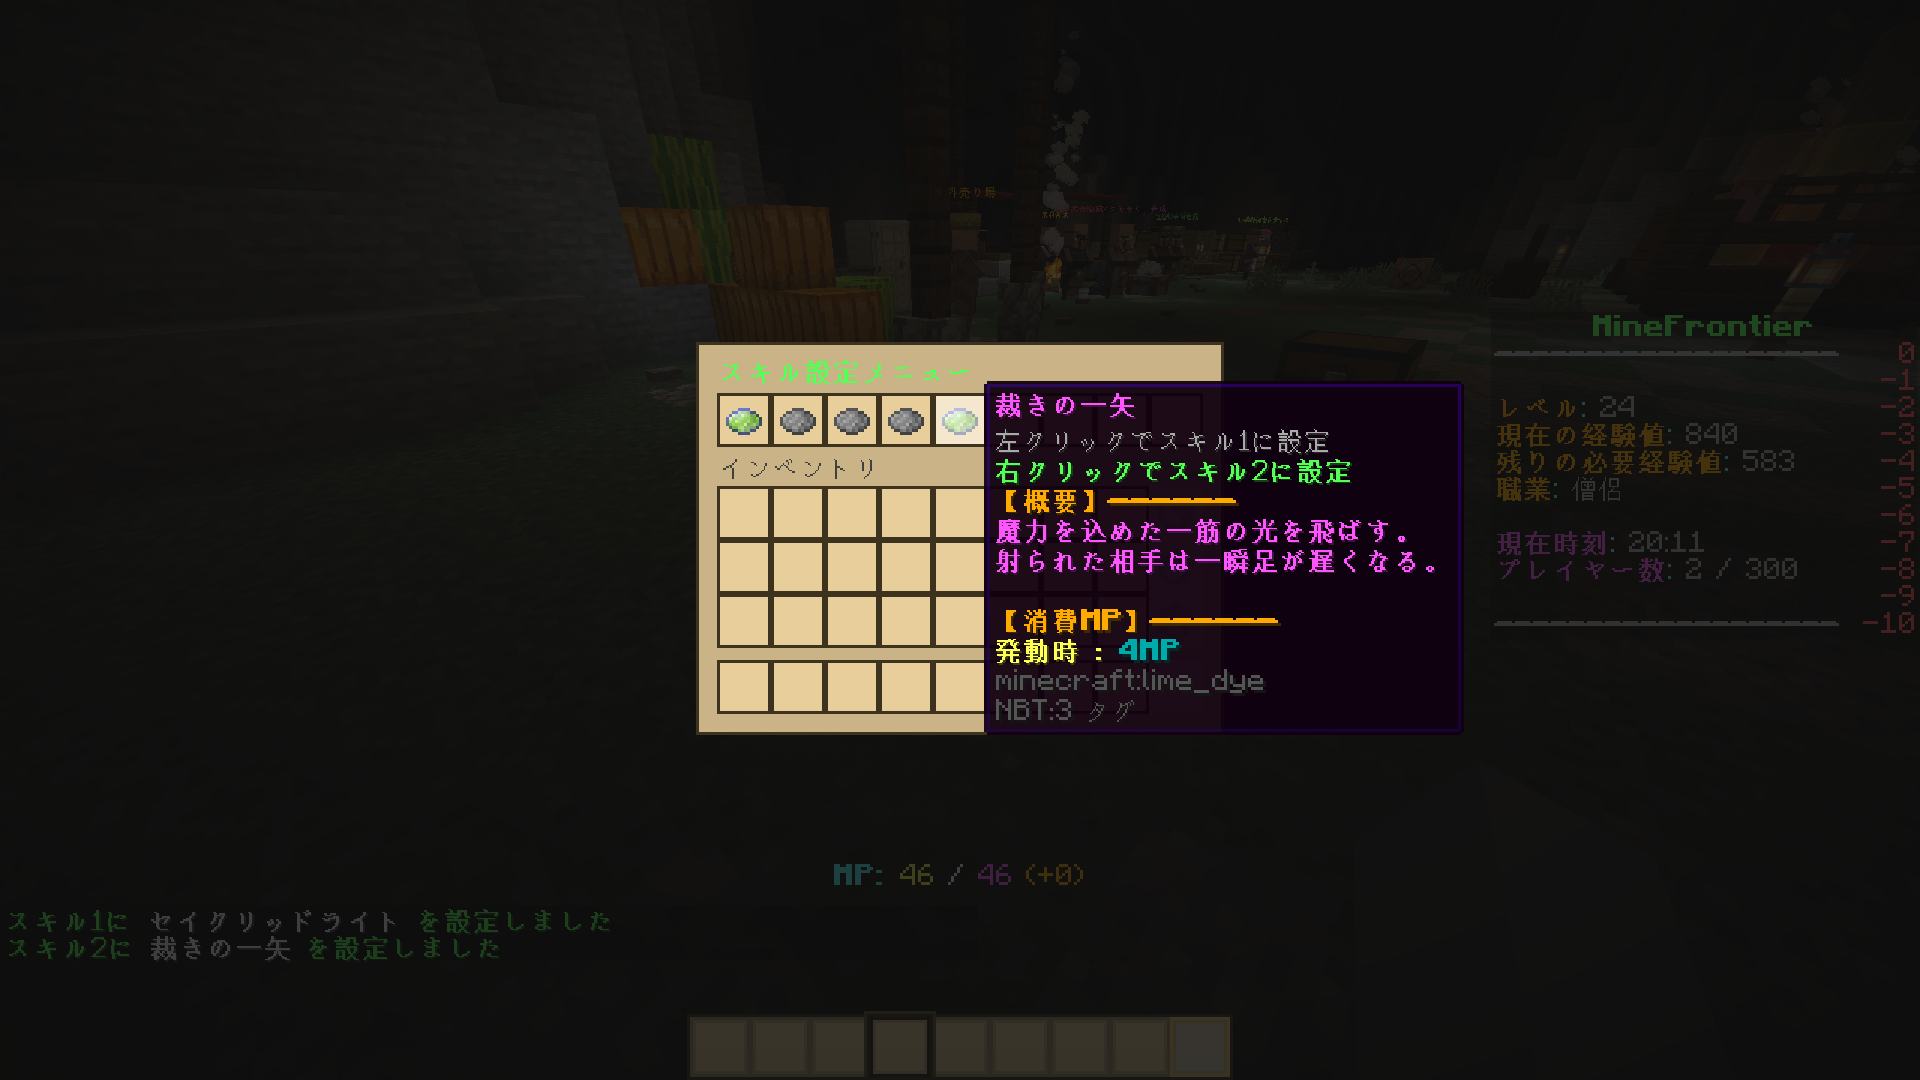 外売り場
MineFrontier
スキル設定メニュー
インベントリ
裁きの一矢
左クリックでスキル1に設定
右クリックでスキル2に設定
【概要】
魔力を込めた一筋の光を飛ばす。
射られた相手は一瞬足が遅くなる。
【消費MP】
発動時 : 4MP
minecraft:lime_dye
NBT:3 タグ
レベル: 24
現在の経験値: 840
残りの必要経験値: 583
職業: 僧侶
現在時刻: 20:11
プレイヤー数: 2 / 300
0
-1
-2
-3
-4
-5
-6
-7
-8
-9
-10
MP: 46 / 46 (+0)
スキル1に セイクリッドライト を設定しました
スキル2に 裁きの一矢 を設定しました